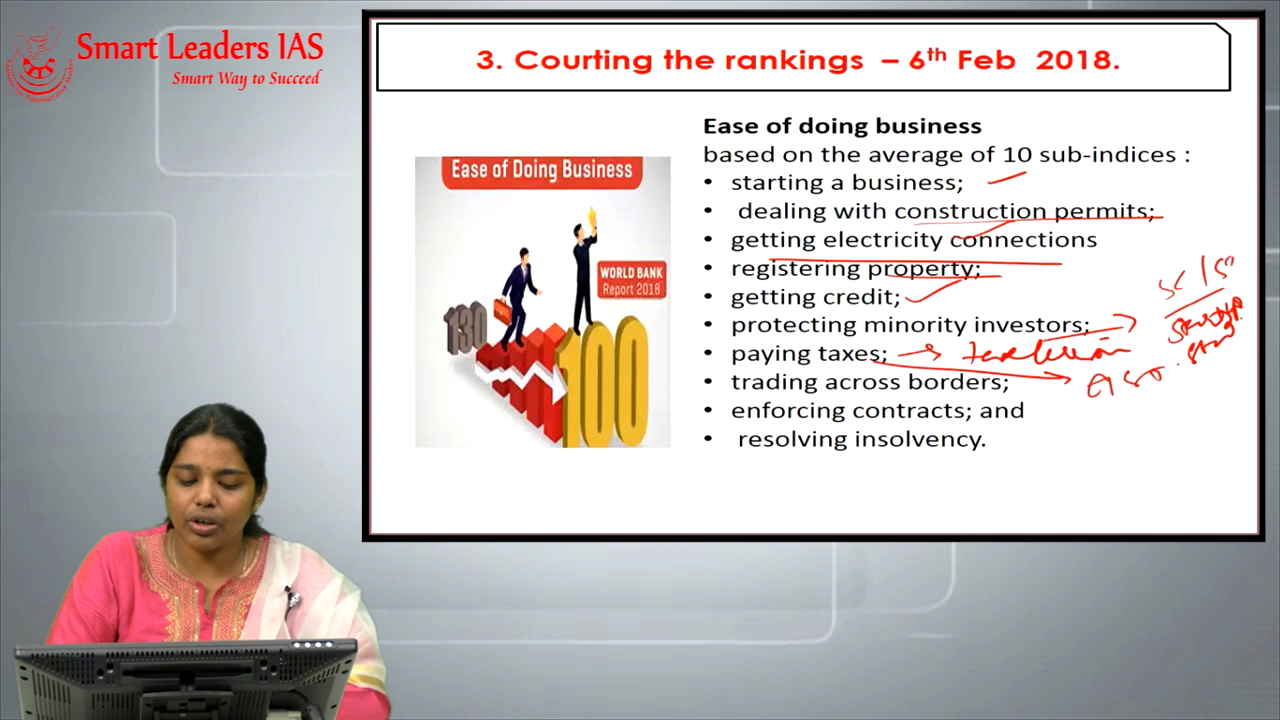 Smart Leaders IAS
Smart Way to Succeed
3. Courting the rankings – 6th Feb 2018.
Ease of Doing Business
WORLD BANK
Report 2018
130
100
Ease of doing business
based on the average of 10 sub-indices :
• starting a business;
• dealing with construction permits;
• getting electricity connections
• registering property;
• getting credit;
• protecting minority investors;
• paying taxes;
• trading across borders;
• enforcing contracts; and
• resolving insolvency.